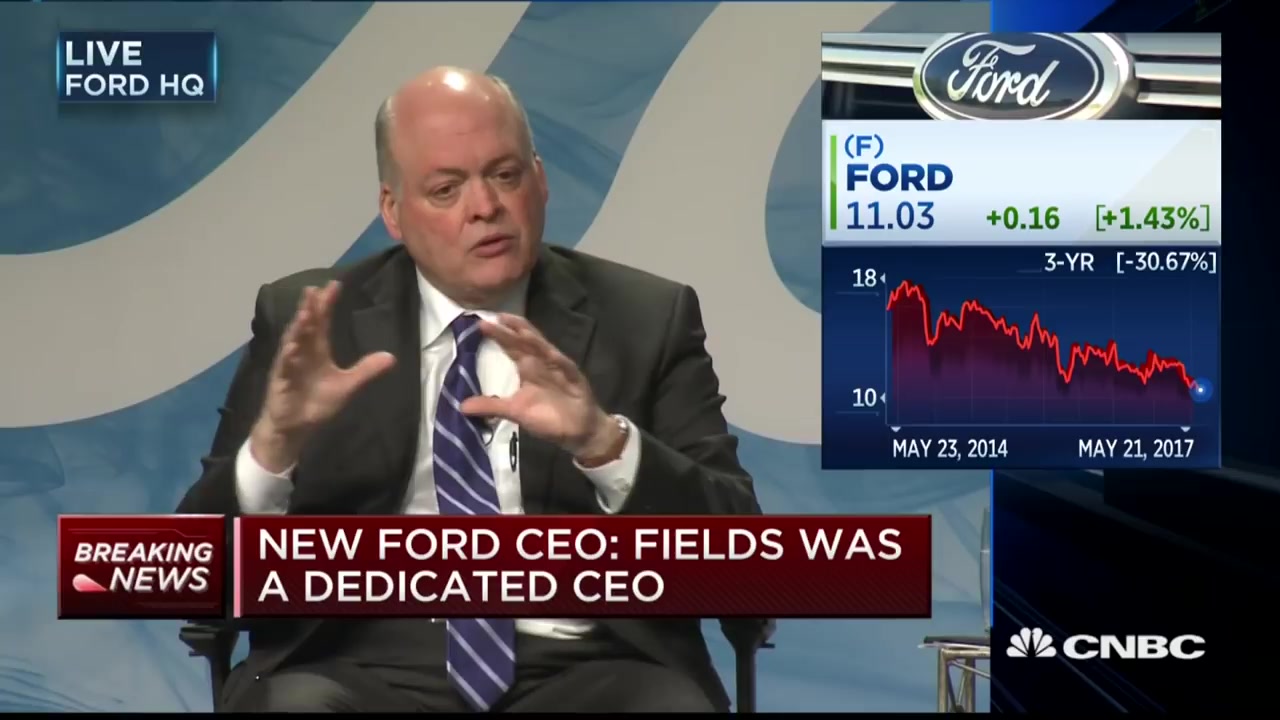 LIVE
FORD HQ
Ford
(F)
FORD
11.03 +0.16 [+1.43%]
3-YR [-30.67%]
18
10
MAY 23, 2014 MAY 21, 2017
BREAKING
NEWS
NEW FORD CEO: FIELDS WAS
A DEDICATED CEO
CNBC